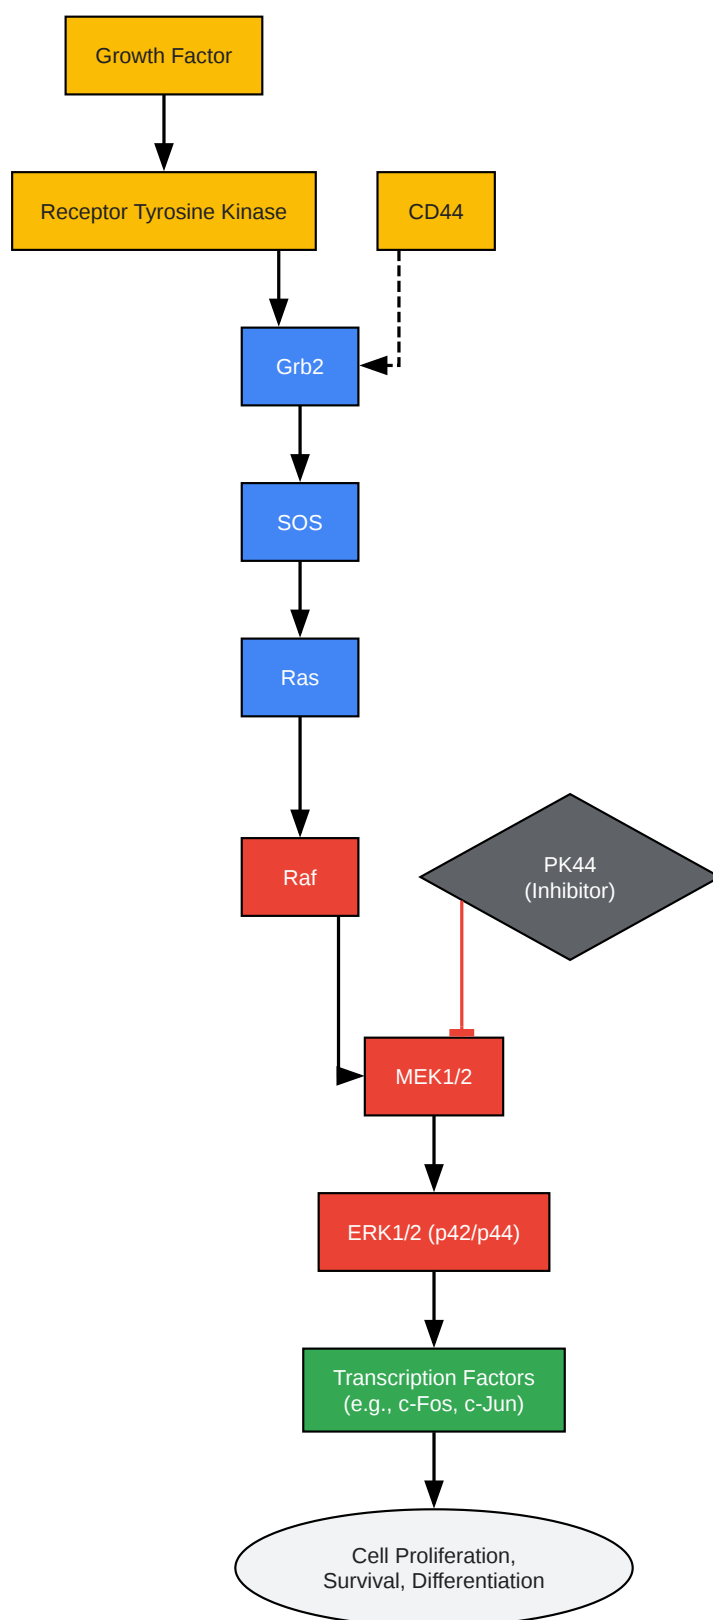 Growth Factor
Receptor Tyrosine Kinase
CD44
Grb2
SOS
Ras
Raf
PK44
(Inhibitor)
MEK1/2
ERK1/2 (p42/p44)
Transcription Factors
(e.g., c-Fos, c-Jun)
Cell Proliferation,
Survival, Differentiation